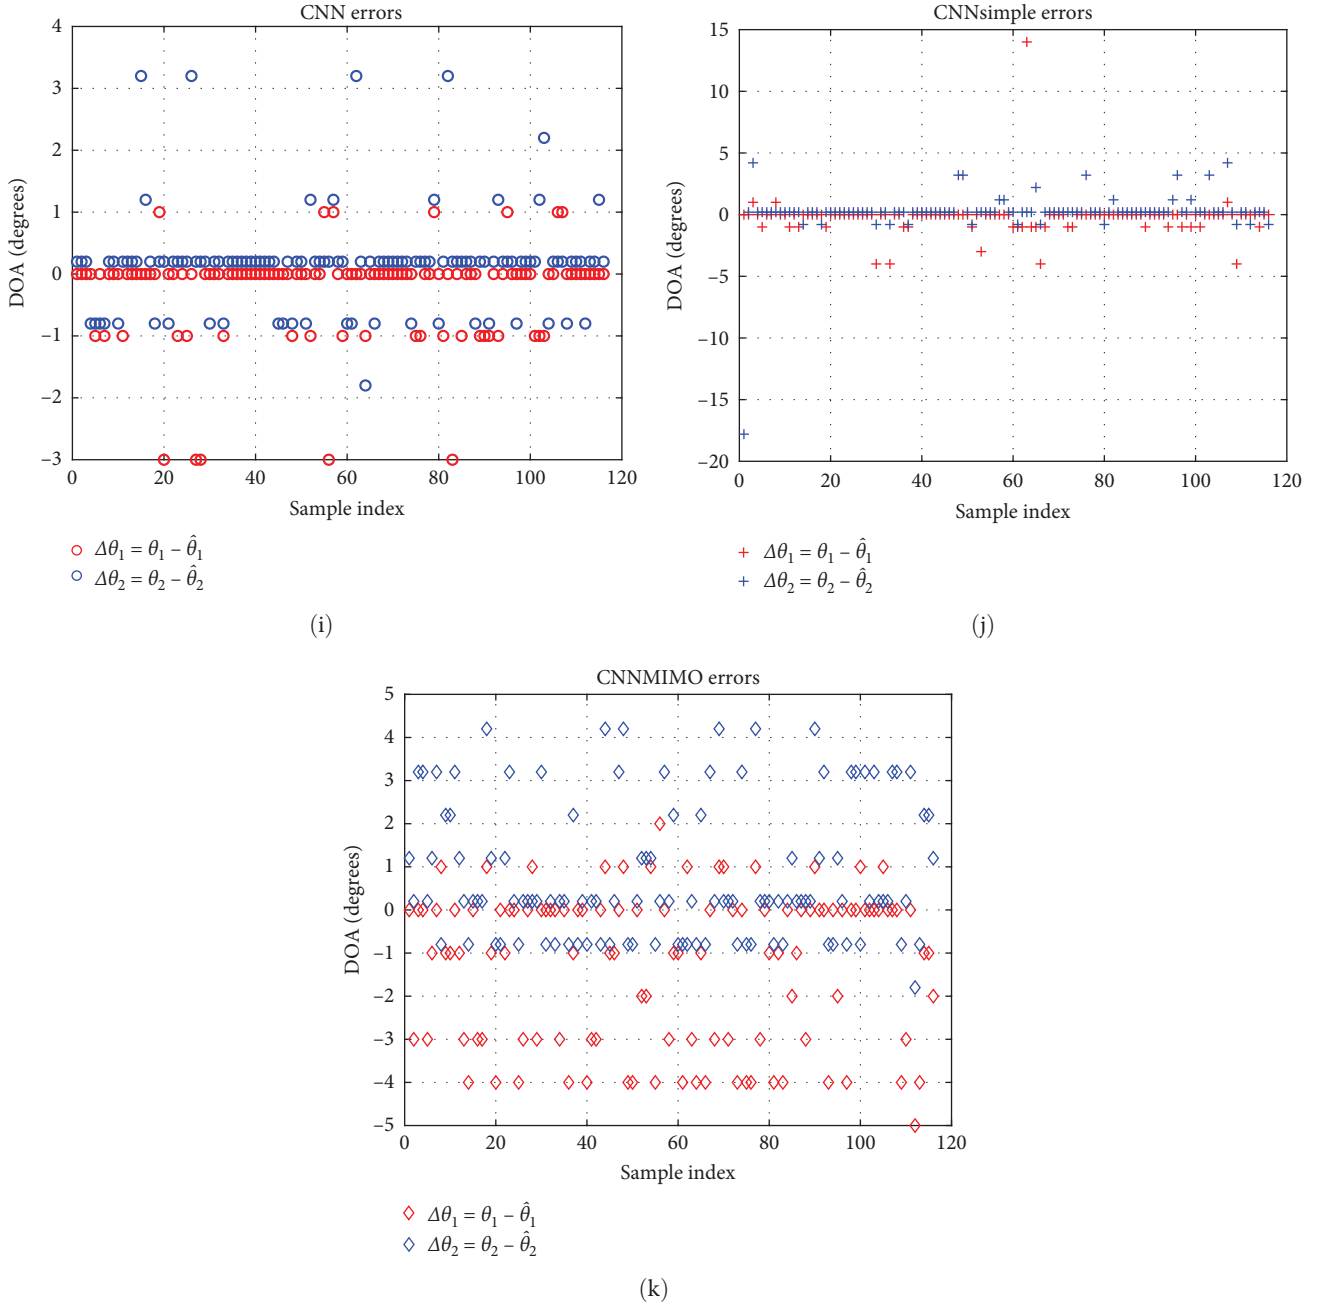 CNN errors
4
3
2
1
0
−1
−2
−3
DOA (degrees)
0 20 40 60 80 100 120
Sample index
Δθ1 = θ1 – θ̂1
Δθ2 = θ2 – θ̂2
(i)
CNNsimple errors
15
10
5
0
−5
−10
−15
−20
DOA (degrees)
0 20 40 60 80 100 120
Sample index
Δθ1 = θ1 – θ̂1
Δθ2 = θ2 – θ̂2
(j)
CNNMIMO errors
5
4
3
2
1
0
−1
−2
−3
−4
−5
DOA (degrees)
0 20 40 60 80 100 120
Sample index
Δθ1 = θ1 – θ̂1
Δθ2 = θ2 – θ̂2
(k)